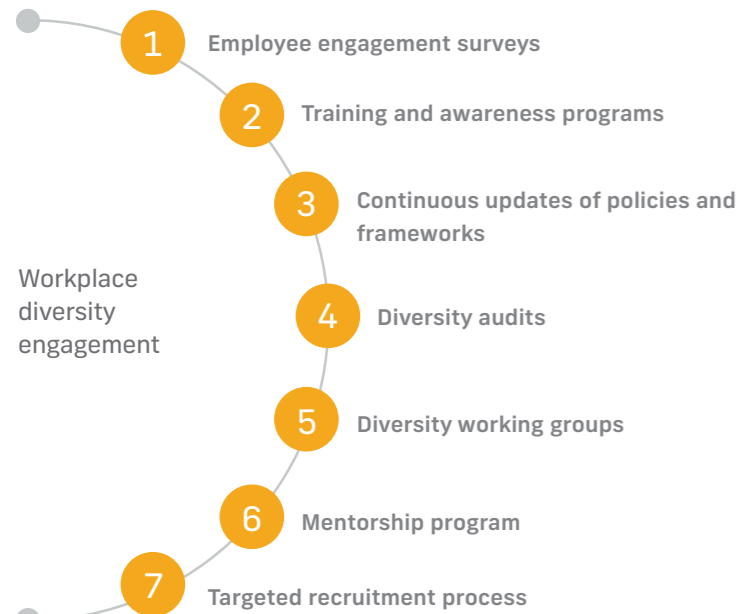 1 Employee engagement surveys
2 Training and awareness programs
3 Continuous updates of policies and
frameworks
Workplace
diversity
engagement
4 Diversity audits
5 Diversity working groups
6 Mentorship program
7 Targeted recruitment process